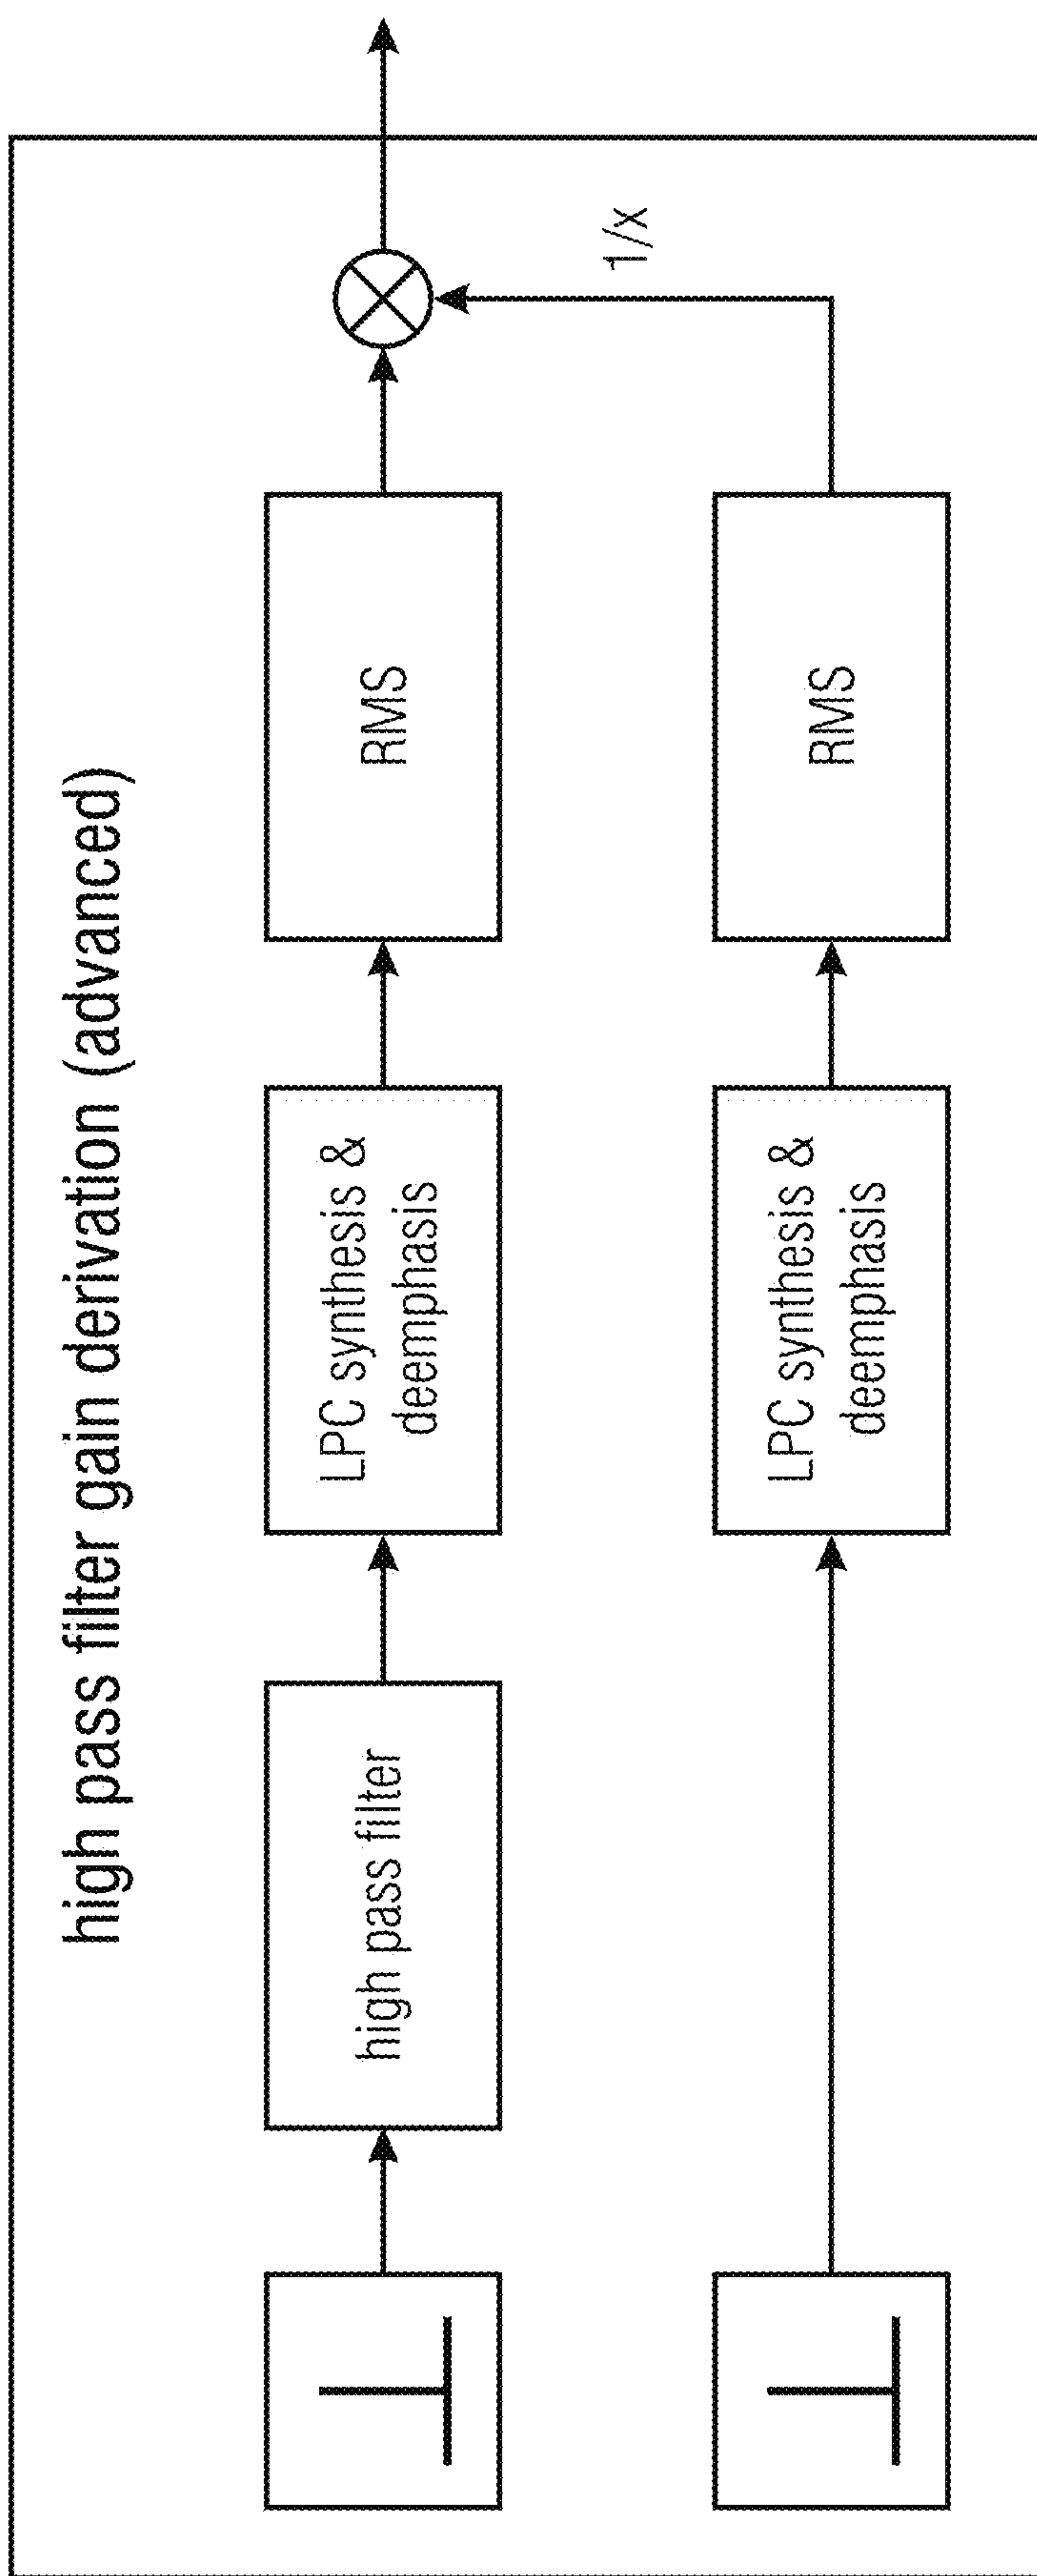 high pass filter gain derivation (advanced)
high pass filter
LPC synthesis &
deemphasis
RMS
1/x
LPC synthesis &
deemphasis
RMS